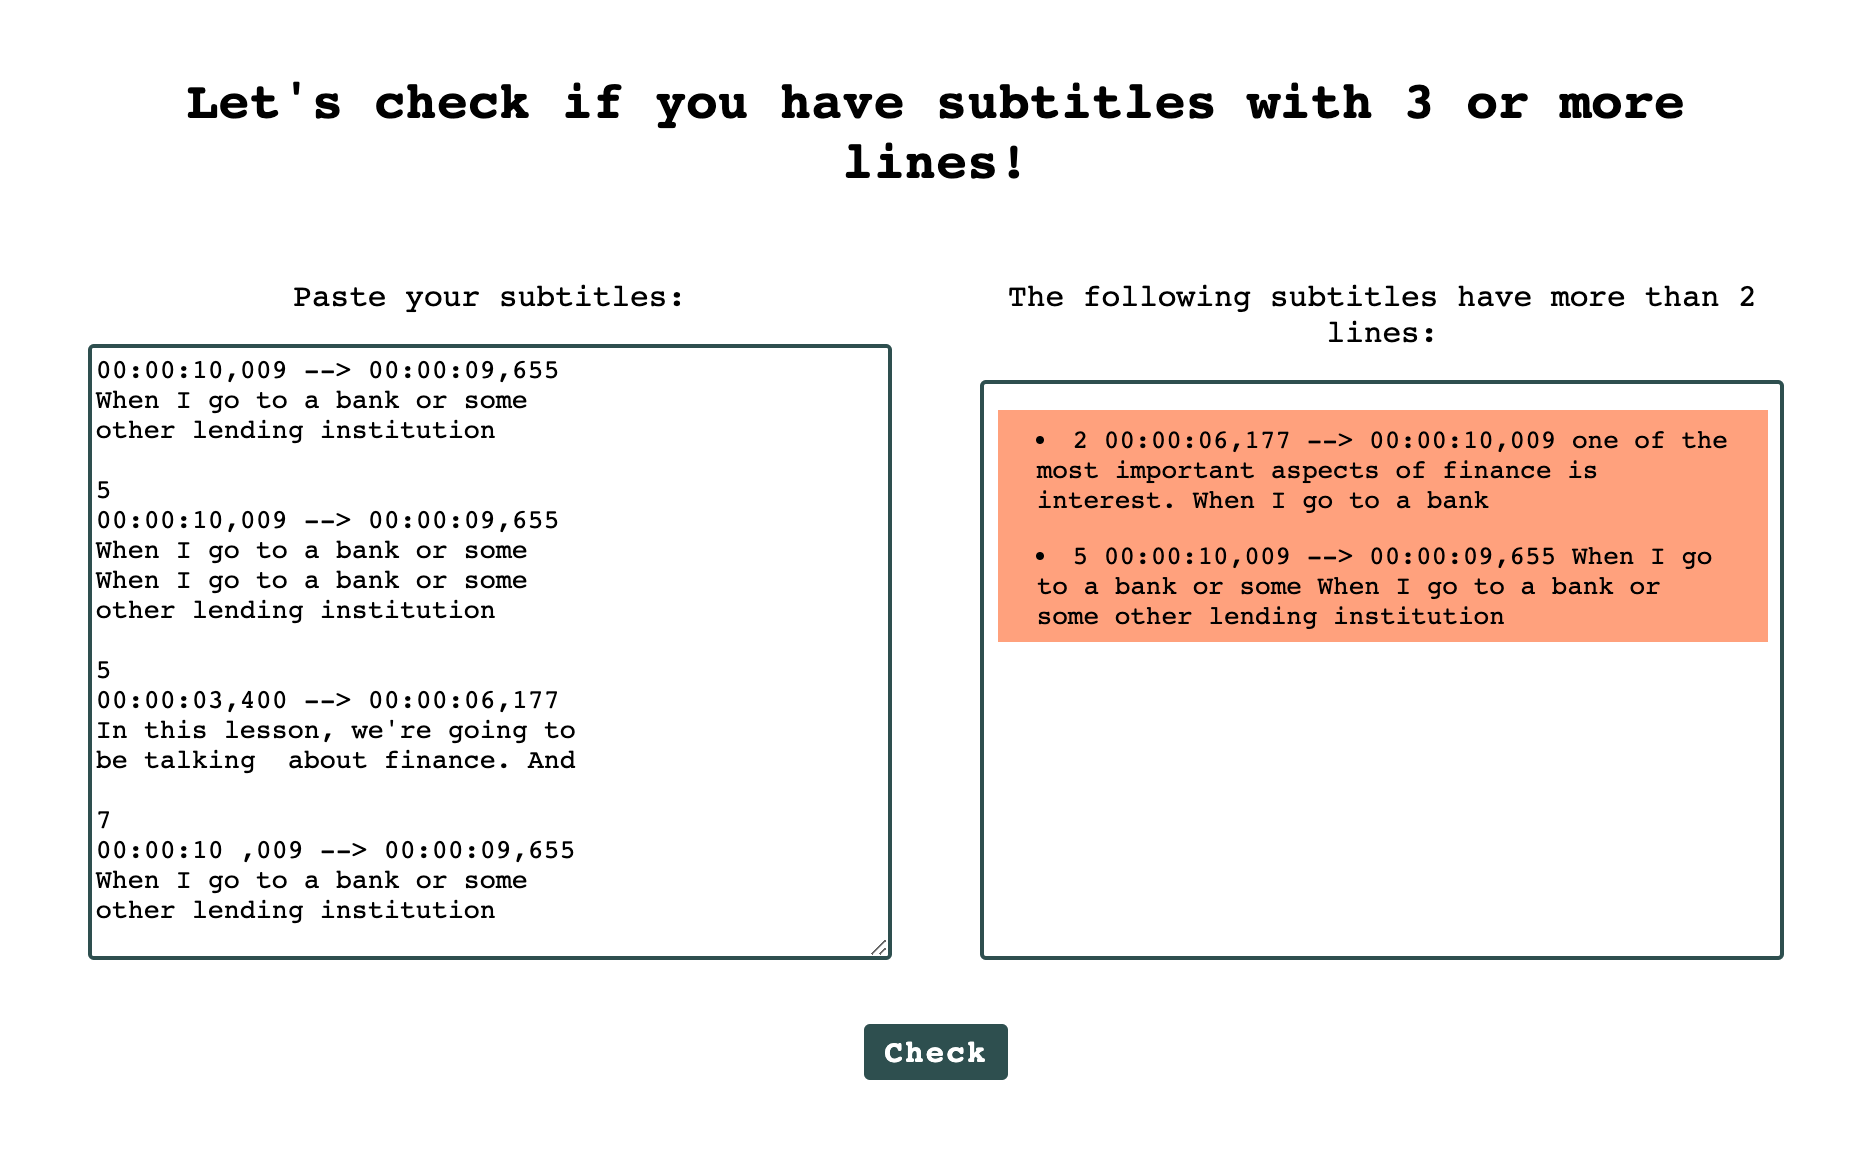 Let's check if you have subtitles with 3 or more
lines!
Paste your subtitles:
00:00:10,009 --> 00:00:09,655
When I go to a bank or some
other lending institution
5
00:00:10,009 --> 00:00:09,655
When I go to a bank or some
When I go to a bank or some
other lending institution
5
00:00:03,400 --> 00:00:06,177
In this lesson, we're going to
be talking  about finance. And
7
00:00:10 ,009 --> 00:00:09,655
When I go to a bank or some
other lending institution
The following subtitles have more than 2
lines:
• 2 00:00:06,177 --> 00:00:10,009 one of the
most important aspects of finance is
interest. When I go to a bank
• 5 00:00:10,009 --> 00:00:09,655 When I go
to a bank or some When I go to a bank or
some other lending institution
Check